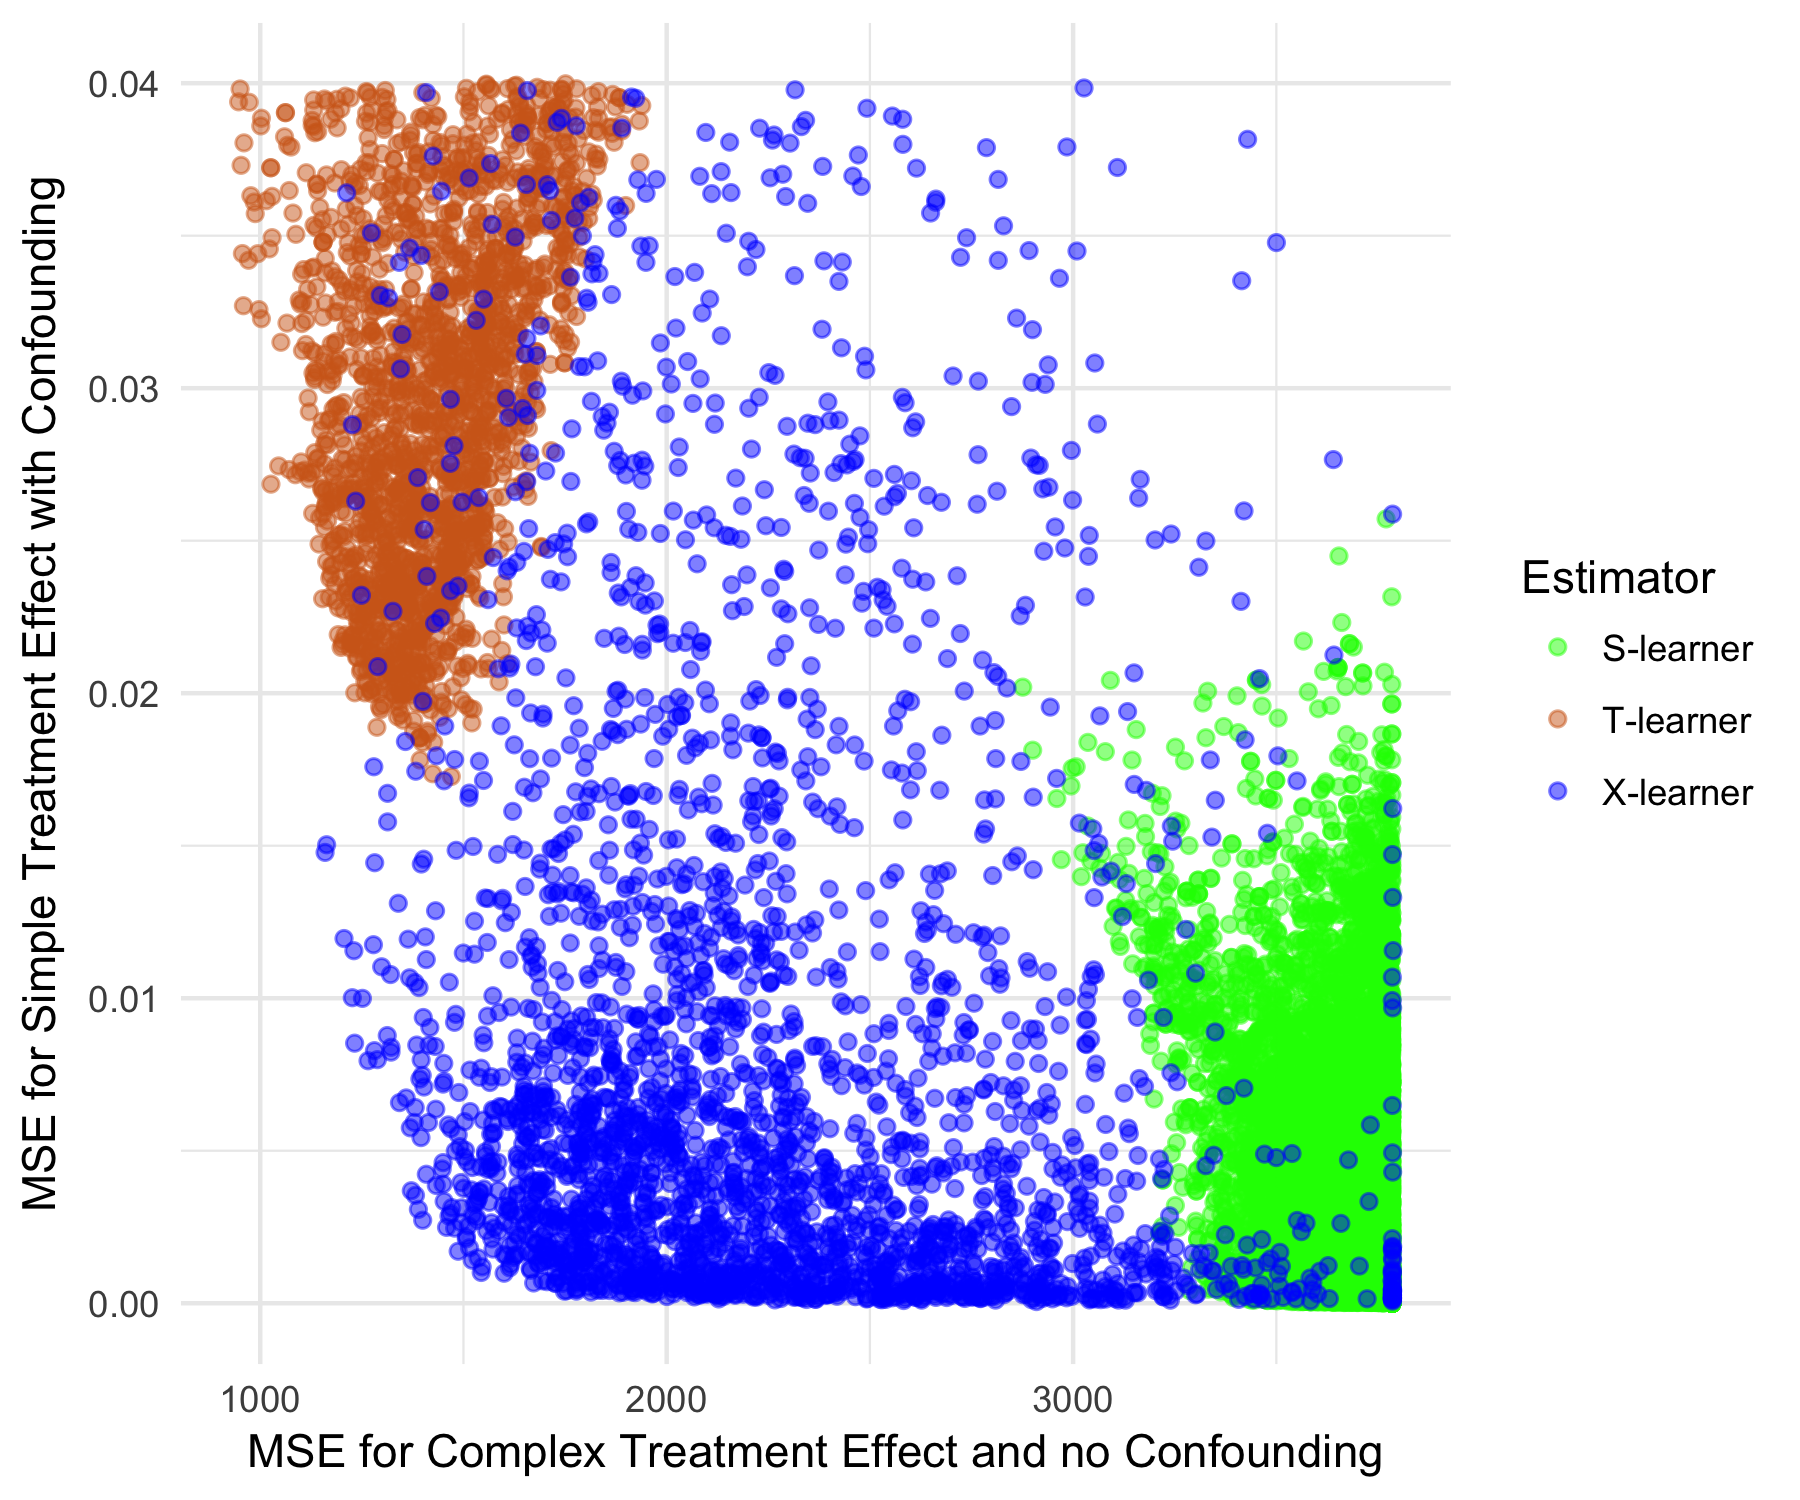 MSE for Simple Treatment Effect with Confounding
0.04
0.03
0.02
0.01
0.00
1000 2000 3000
MSE for Complex Treatment Effect and no Confounding
Estimator
S-learner
T-learner
X-learner